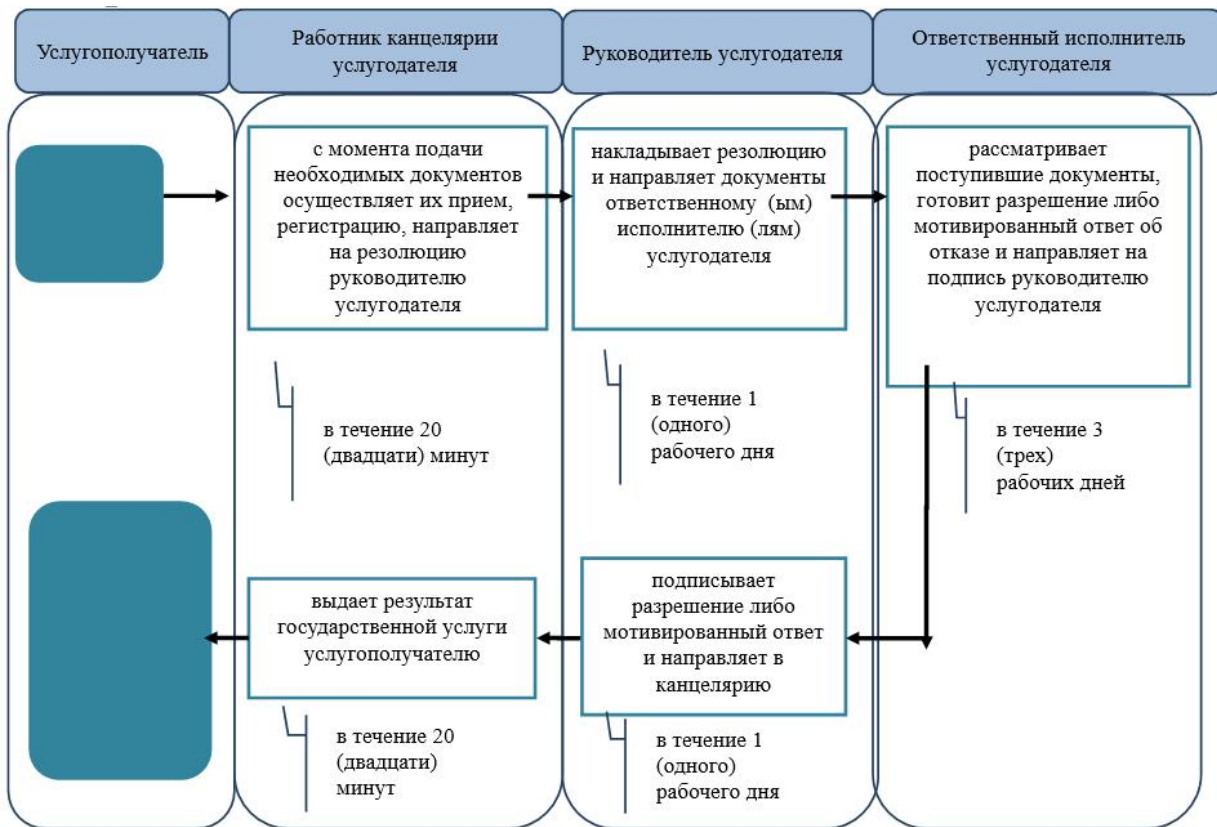 Услугополучатель
Работник канцелярии
услугодателя
Руководитель услугодателя
Ответственный исполнитель
услугодателя
с момента подачи
необходимых документов
осуществляет их прием,
регистрацию, направляет
на резолюцию
руководителю
услугодателя
накладывает резолюцию
и направляет документы
ответственному (ым)
исполнителю (лям)
услугодателя
рассматривает
поступившие документы,
готовит разрешение либо
мотивированный ответ об
отказе и направляет на
подпись руководителю
услугодателя
в течение 20
(двадцати) минут
в течение 1
(одного)
рабочего дня
в течение 3
(трех)
рабочих дней
выдает результат
государственной услуги
услугополучателю
подписывает
разрешение либо
мотивированный ответ
и направляет в
канцелярию
в течение 20
(двадцати)
минут
в течение 1
(одного)
рабочего дня